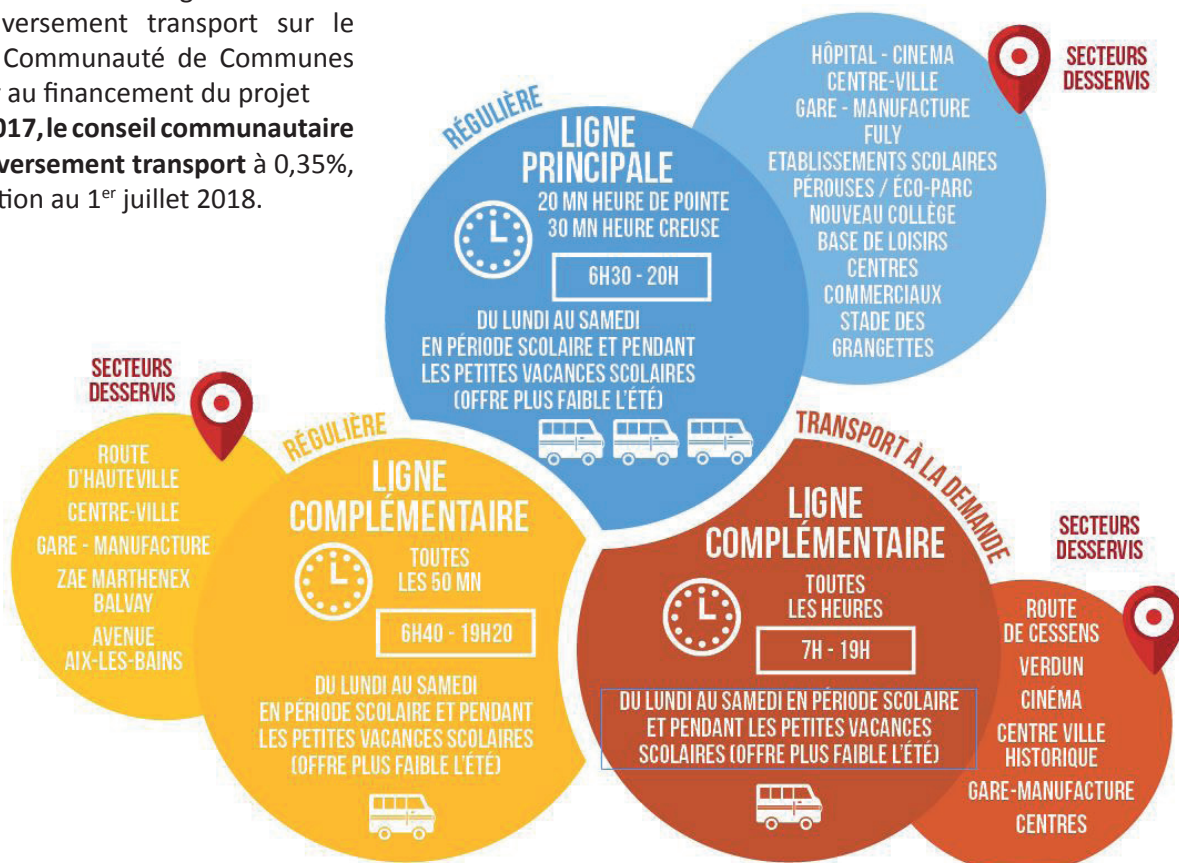 versement transport sur le
Communauté de Communes
au financement du projet
017, le conseil communautaire
versement transport à 0,35%,
tion au 1er juillet 2018.
RÉGULIÈRE
LIGNE
PRINCIPALE
20 MN HEURE DE POINTE
30 MN HEURE CREUSE
6H30 - 20H
DU LUNDI AU SAMEDI
EN PÉRIODE SCOLAIRE ET PENDANT
LES PETITES VACANCES SCOLAIRES
(OFFRE PLUS FAIBLE L'ÉTÉ)
SECTEURS
DESSERVIS
HÔPITAL - CINEMA
CENTRE-VILLE
GARE - MANUFACTURE
FULY
ETABLISSEMENTS SCOLAIRES
PÉROUSES / ÉCO-PARC
NOUVEAU COLLÈGE
BASE DE LOISIRS
CENTRES
COMMERCIAUX
STADE DES
GRANGETTES
SECTEURS
DESSERVIS
ROUTE
D'HAUTEVILLE
CENTRE-VILLE
GARE - MANUFACTURE
ZAE MARTHENEX
BALVAY
AVENUE
AIX-LES-BAINS
RÉGULIÈRE
LIGNE
COMPLÉMENTAIRE
TOUTES
LES 50 MN
6H40 - 19H20
DU LUNDI AU SAMEDI
EN PÉRIODE SCOLAIRE ET PENDANT
LES PETITES VACANCES SCOLAIRES
(OFFRE PLUS FAIBLE L'ÉTÉ)
TRANSPORT À LA DEMANDE
LIGNE
COMPLÉMENTAIRE
TOUTES
LES HEURES
7H - 19H
DU LUNDI AU SAMEDI EN PÉRIODE SCOLAIRE
ET PENDANT LES PETITES VACANCES
SCOLAIRES (OFFRE PLUS FAIBLE L'ÉTÉ)
SECTEURS
DESSERVIS
ROUTE
DE CESSENS
VERDUN
CINÉMA
CENTRE VILLE
HISTORIQUE
GARE-MANUFACTURE
CENTRES